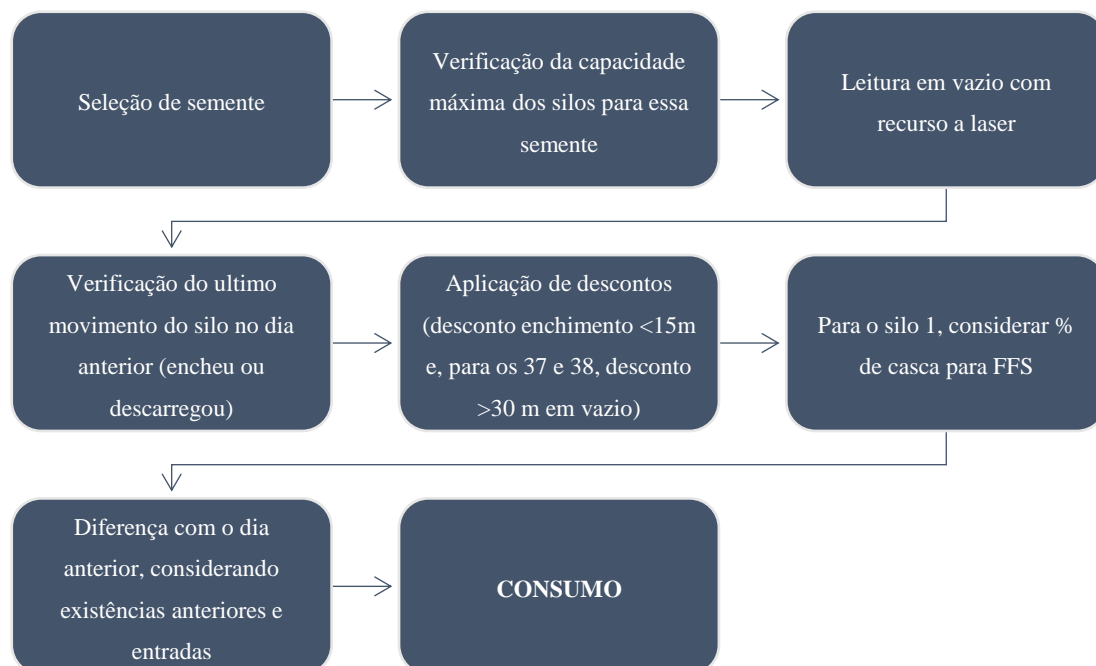 Seleção de semente
Verificação da capacidade
máxima dos silos para essa
semente
Leitura em vazio com
recurso a laser
Verificação do ultimo
movimento do silo no dia
anterior (encheu ou
descarregou)
Aplicação de descontos
(desconto enchimento <15m
e, para os 37 e 38, desconto
>30 m em vazio)
Para o silo 1, considerar %
de casca para FFS
Diferença com o dia
anterior, considerando
existências anteriores e
entradas
CONSUMO